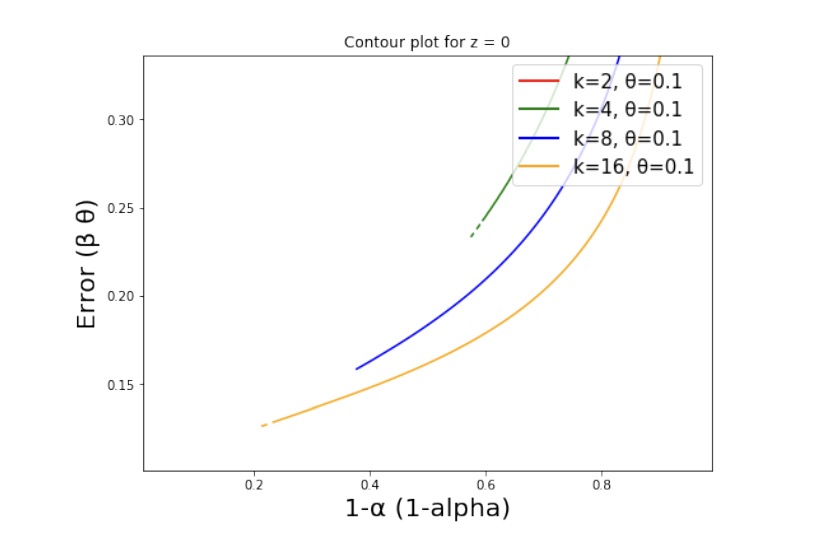 Contour plot for z = 0
k=2, θ=0.1
k=4, θ=0.1
k=8, θ=0.1
k=16, θ=0.1
0.30
0.25
0.20
0.15
Error (β θ)
0.2 0.4 0.6 0.8
1-α (1-alpha)